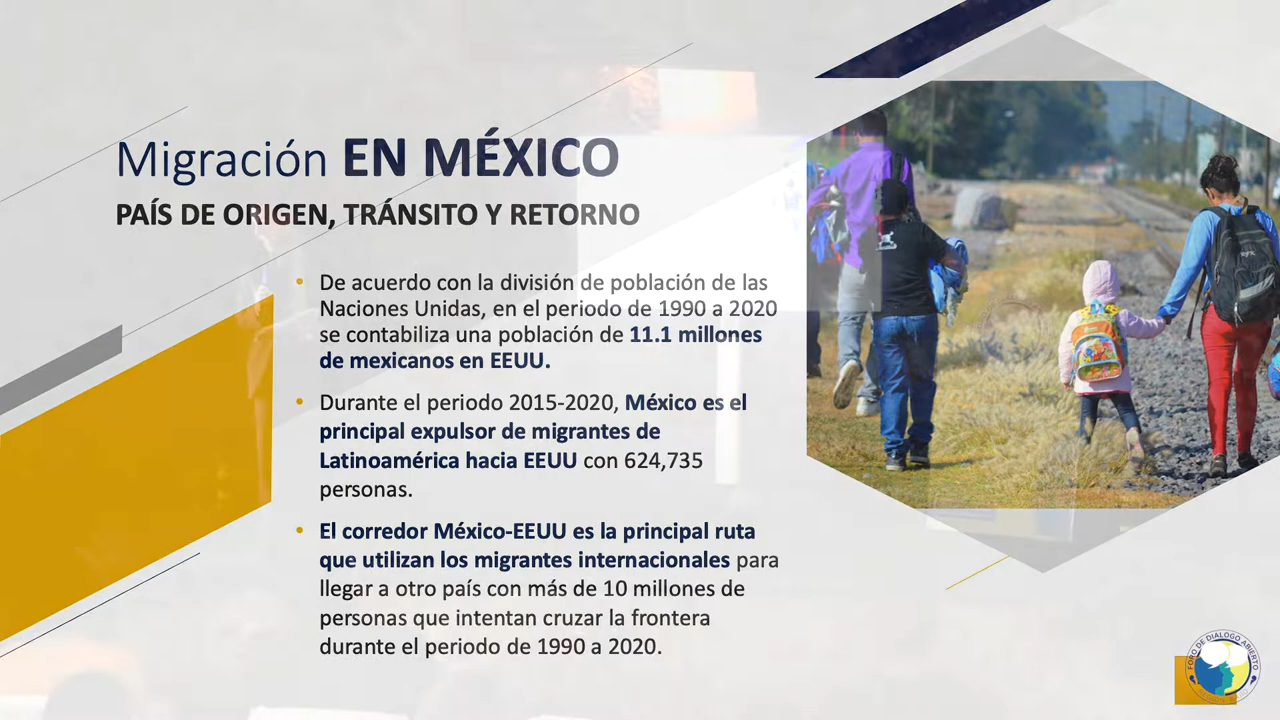 Migración EN MÉXICO
PAÍS DE ORIGEN, TRÁNSITO Y RETORNO
• De acuerdo con la división de población de las
Naciones Unidas, en el periodo de 1990 a 2020
se contabiliza una población de 11.1 millones
de mexicanos en EEUU.
• Durante el periodo 2015-2020, México es el
principal expulsor de migrantes de
Latinoamérica hacia EEUU con 624,735
personas.
• El corredor México-EEUU es la principal ruta
que utilizan los migrantes internacionales para
llegar a otro país con más de 10 millones de
personas que intentan cruzar la frontera
durante el periodo de 1990 a 2020.
FORO DE DIALOGO ABIERTO